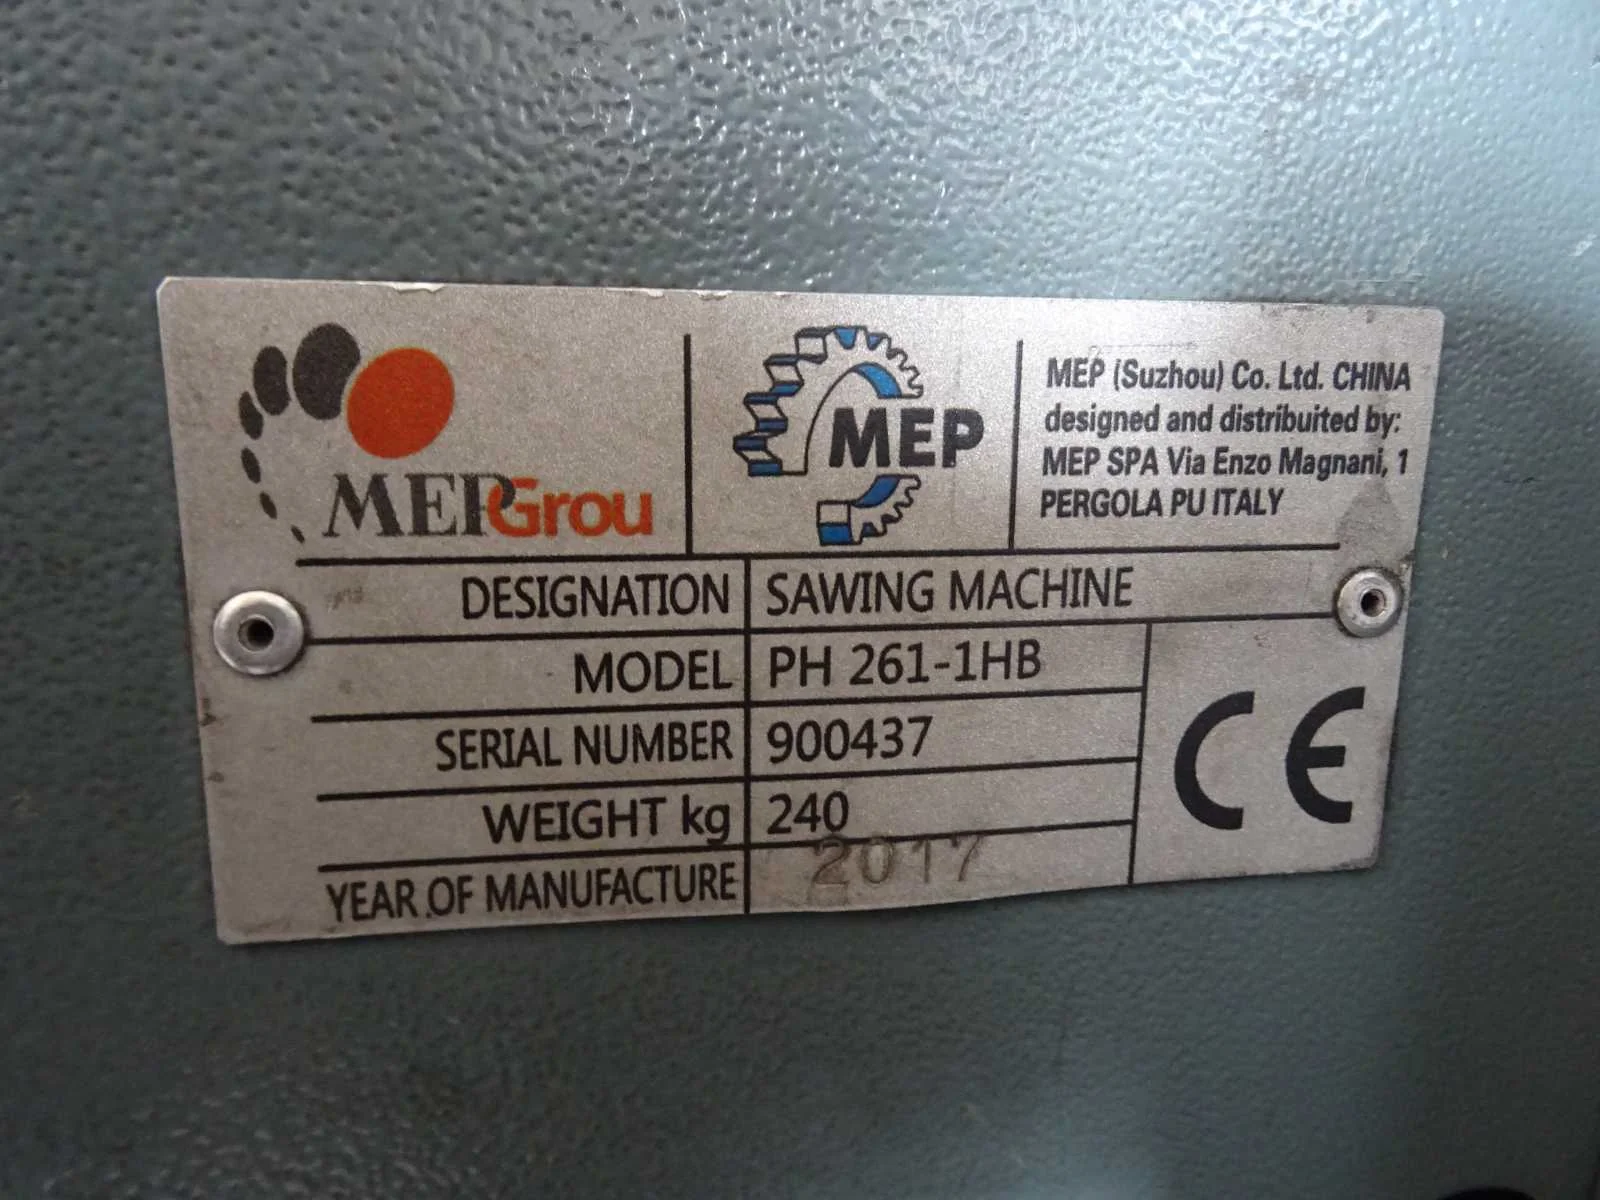 MEPGrou
MEP
MEP (Suzhou) Co. Ltd. CHINA
designed and distribuited by:
MEP SPA Via Enzo Magnani, 1
PERGOLA PU ITALY
DESIGNATION SAWING MACHINE
MODEL PH 261-1HB
SERIAL NUMBER 900437
WEIGHT kg 240
YEAR OF MANUFACTURE 2017
CE